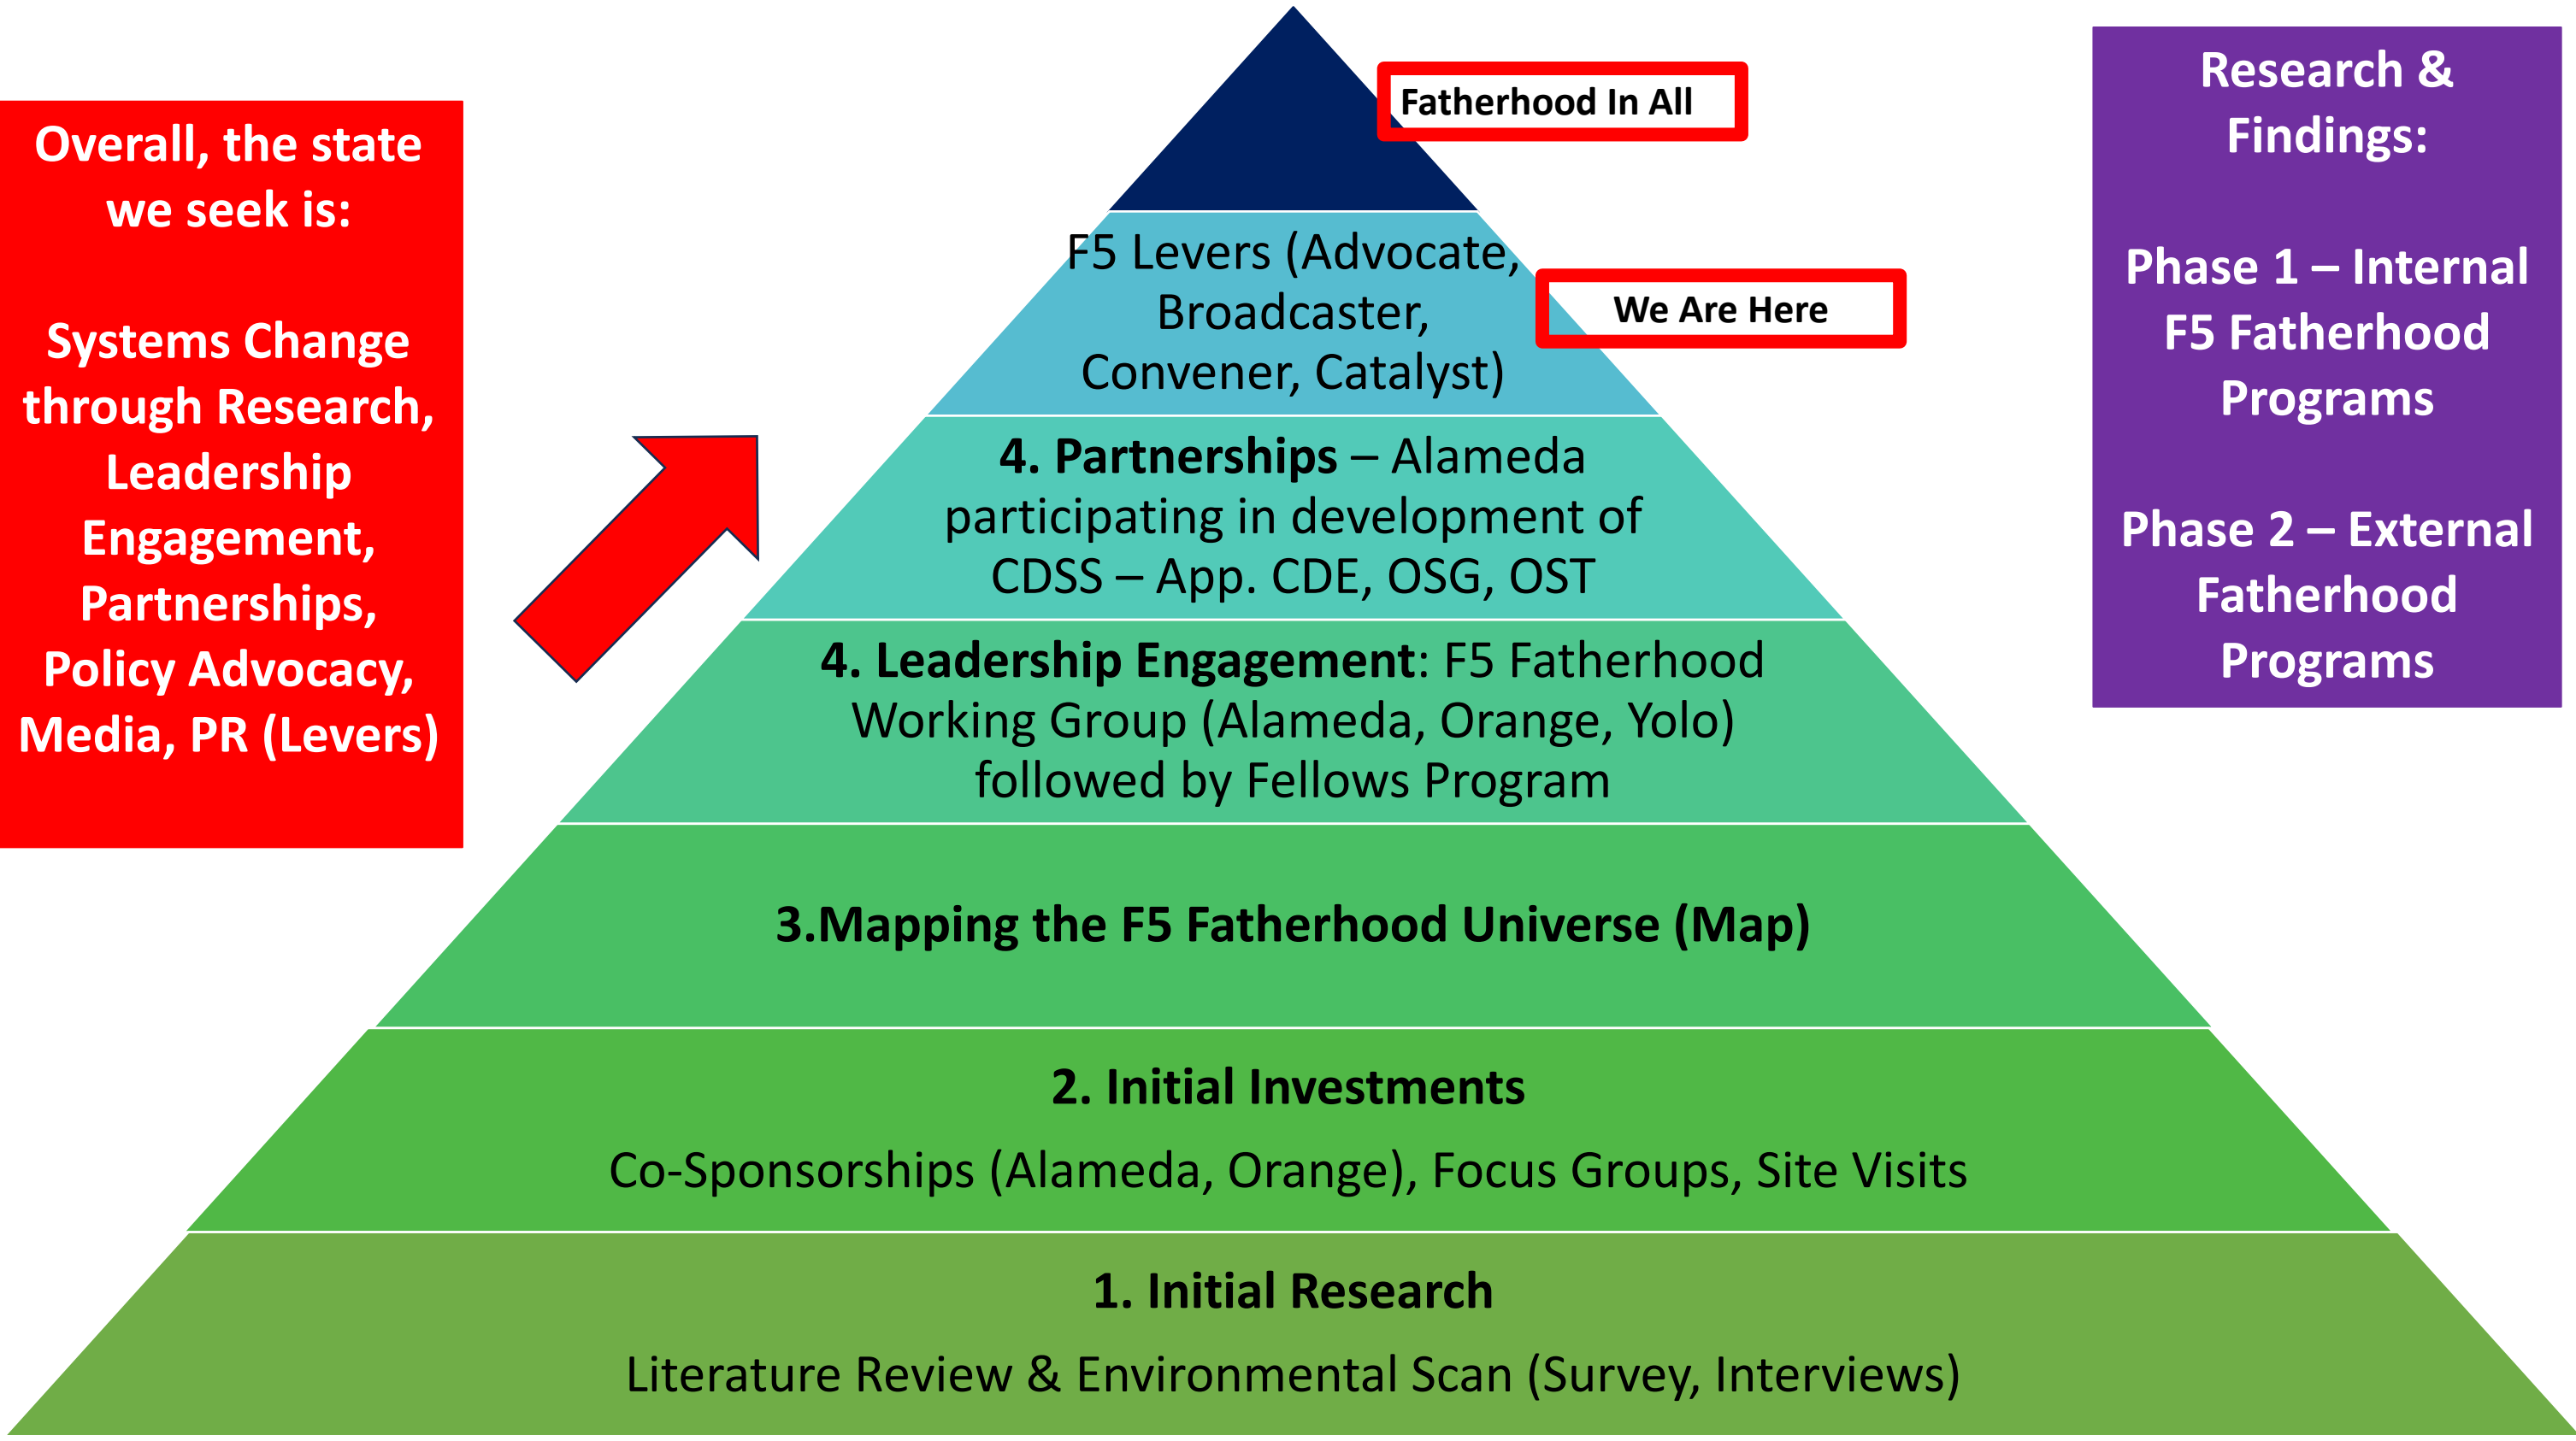 Overall, the state
we seek is:
Systems Change
through Research,
Leadership
Engagement,
Partnerships,
Policy Advocacy,
Media, PR (Levers)
Fatherhood In All
F5 Levers (Advocate,
Broadcaster,
Convener, Catalyst)
We Are Here
4. Partnerships – Alameda
participating in development of
CDSS – App. CDE, OSG, OST
4. Leadership Engagement: F5 Fatherhood
Working Group (Alameda, Orange, Yolo)
followed by Fellows Program
3.Mapping the F5 Fatherhood Universe (Map)
2. Initial Investments
Co-Sponsorships (Alameda, Orange), Focus Groups, Site Visits
1. Initial Research
Literature Review & Environmental Scan (Survey, Interviews)
Research &
Findings:
Phase 1 – Internal
F5 Fatherhood
Programs
Phase 2 – External
Fatherhood
Programs